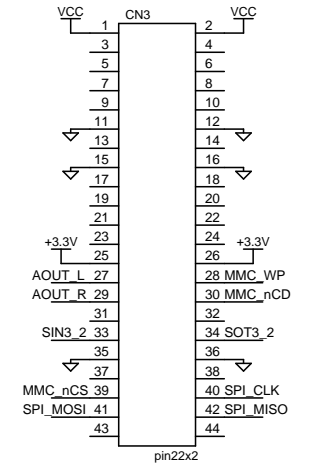 VCC CN3 VCC
1 2
3 4
5 6
7 8
9 10
11 12
13 14
15 16
17 18
19 20
21 22
23 24
+3.3V +3.3V
25 26
AOUT_L 27 28 MMC_WP
AOUT_R 29 30 MMC_nCD
31 32
SIN3_2 33 34 SOT3_2
35 36
37 38
MMC_nCS 39 40 SPI_CLK
SPI_MOSI 41 42 SPI_MISO
43 44
pin22x2